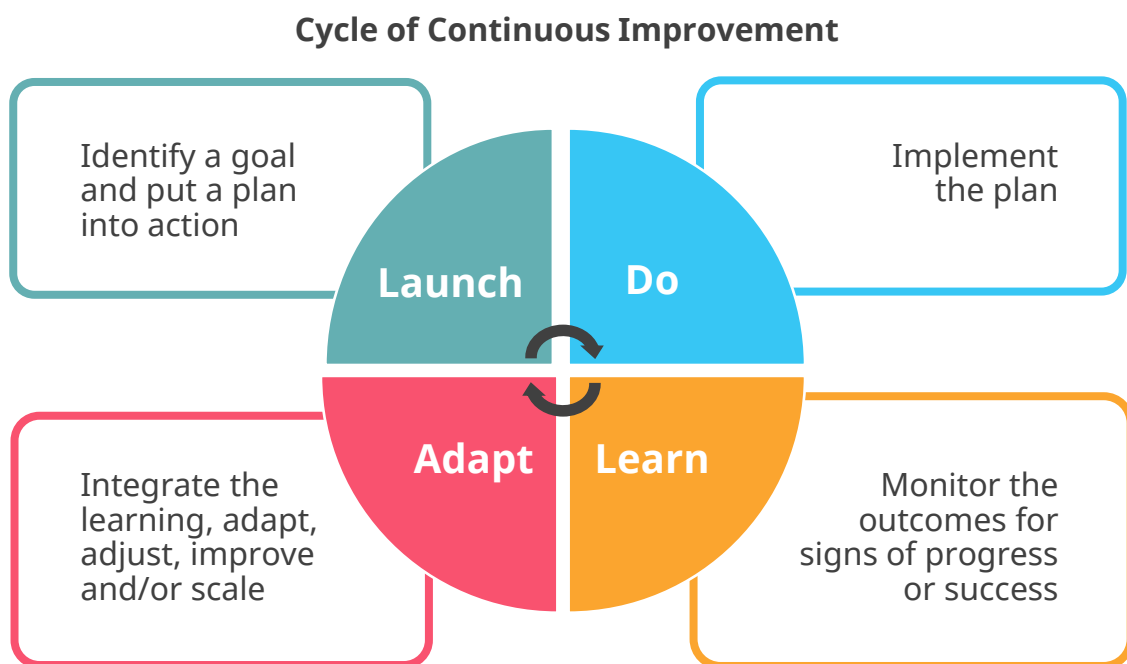 Cycle of Continuous Improvement
Identify a goal
and put a plan
into action
Launch
Do
Implement
the plan
Adapt
Integrate the
learning, adapt,
adjust, improve
and/or scale
Learn
Monitor the
outcomes for
signs of progress
or success